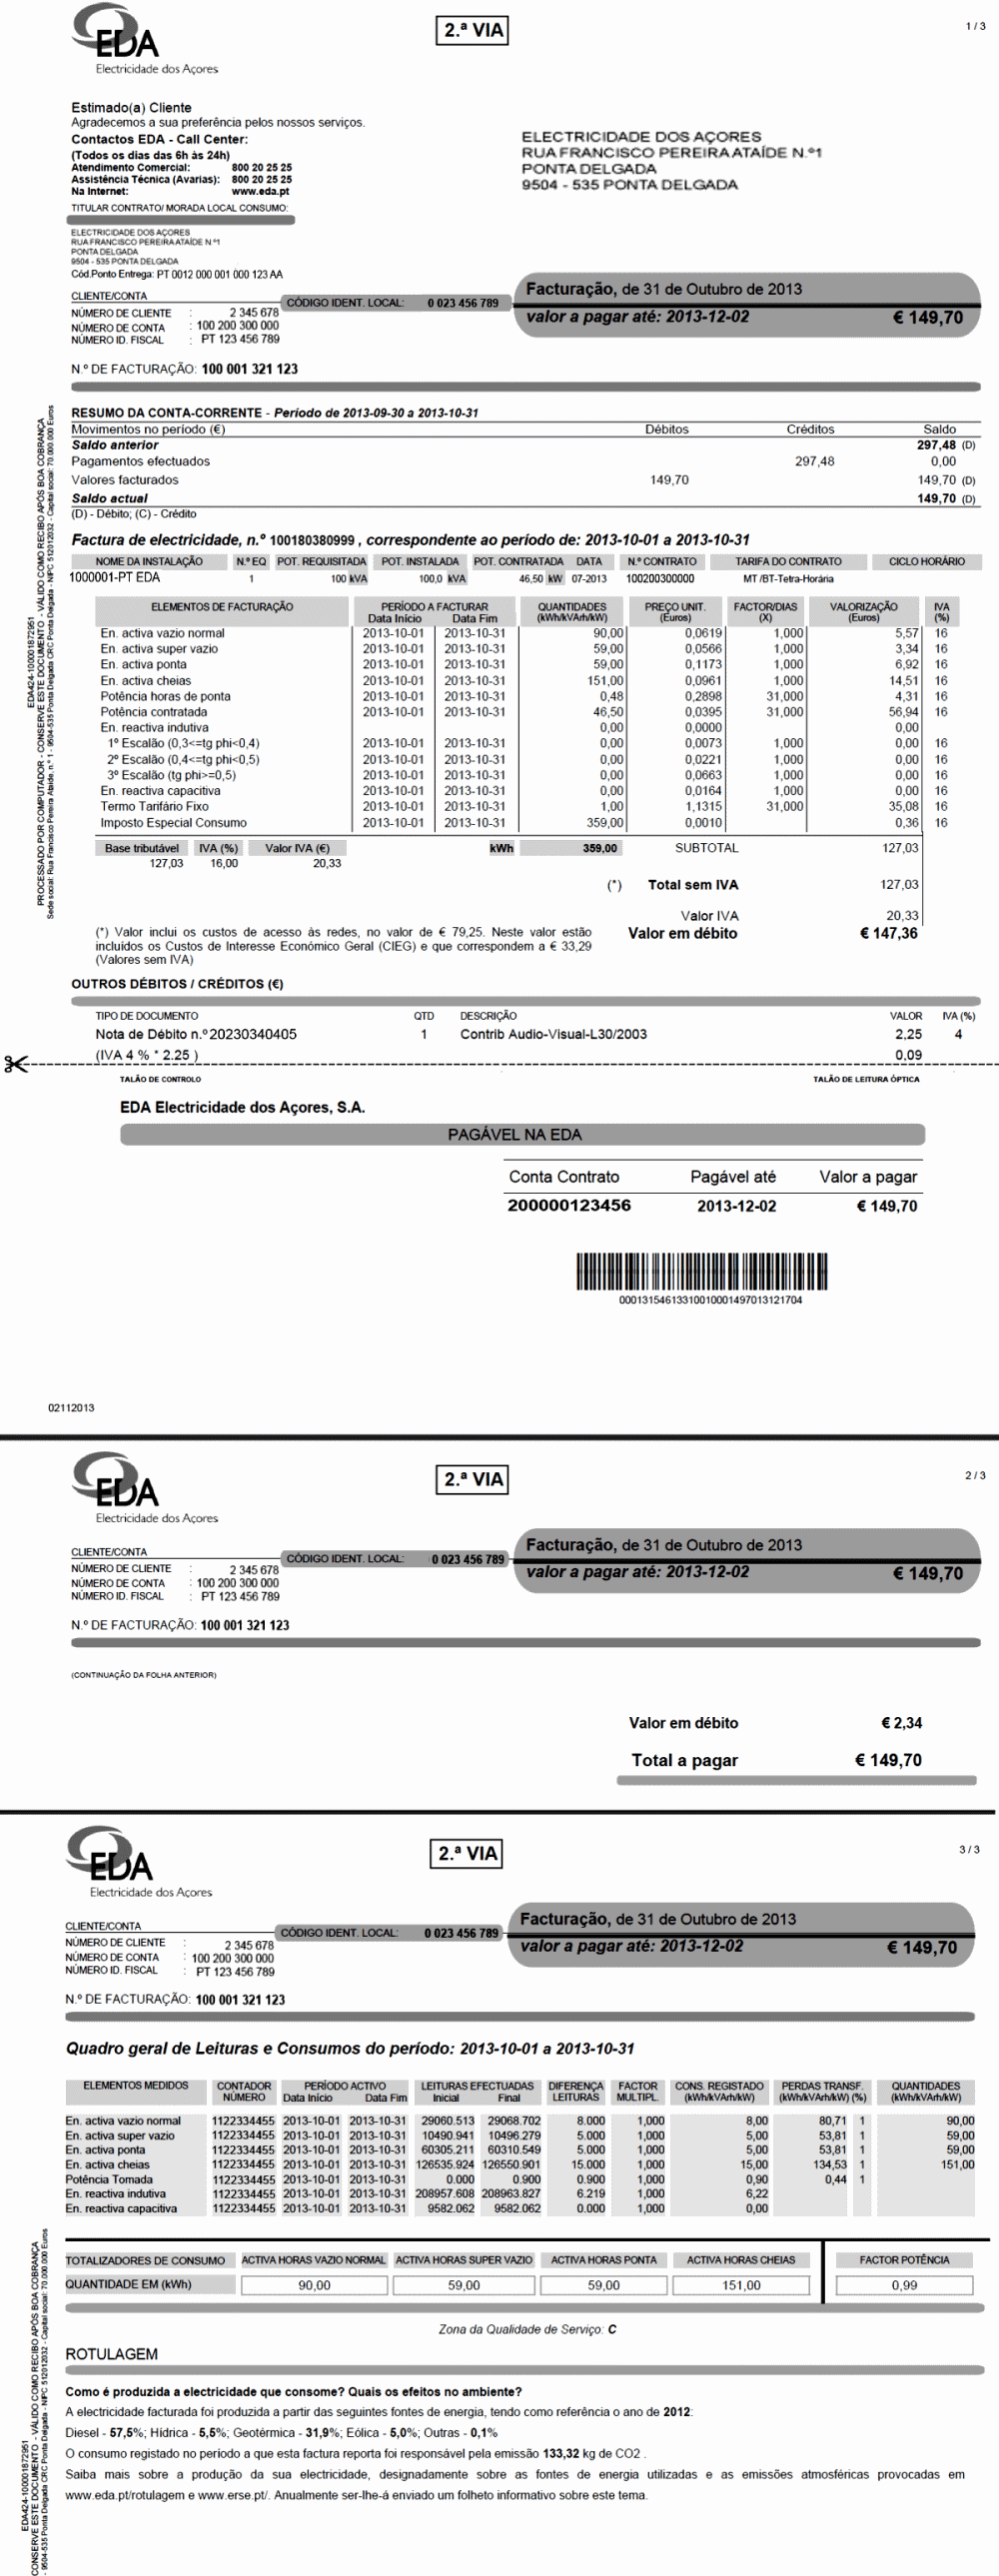 EDA
Electricidade dos Açores
2.ª VIA
1 / 3
Estimado(a) Cliente
Agradecemos a sua preferência pelos nossos serviços.
Contactos EDA - Call Center:
(Todos os dias das 6h às 24h)
Atendimento Comercial: 800 20 25 25
Assistência Técnica (Avarias): 800 20 25 25
Na Internet: www.eda.pt
TITULAR CONTRATO/ MORADA LOCAL CONSUMO:
ELECTRICIDADE DOS AÇORES
RUA FRANCISCO PEREIRA ATAÍDE N.º1
PONTA DELGADA
9504 - 535 PONTA DELGADA
ELECTRICIDADE DOS AÇORES
RUA FRANCISCO PEREIRA ATAÍDE N.º1
PONTA DELGADA
9504 - 535 PONTA DELGADA
Cód.Ponto Entrega: PT 0012 000 001 000 123 AA
CLIENTE/CONTA
NÚMERO DE CLIENTE : 2 345 678
NÚMERO DE CONTA : 100 200 300 000
NÚMERO ID. FISCAL : PT 123 456 789
CÓDIGO IDENT. LOCAL: 0 023 456 789
Facturação, de 31 de Outubro de 2013
valor a pagar até: 2013-12-02 € 149,70
N.º DE FACTURAÇÃO: 100 001 321 123
RESUMO DA CONTA-CORRENTE - Período de 2013-09-30 a 2013-10-31
Movimentos no período (€) Débitos Créditos Saldo
Saldo anterior 297,48 (D)
Pagamentos efectuados 297,48 0,00
Valores facturados 149,70 149,70 (D)
Saldo actual 149,70 (D)
(D) - Débito; (C) - Crédito
Factura de electricidade, n.º 100180380999 , correspondente ao período de: 2013-10-01 a 2013-10-31
NOME DA INSTALAÇÃO N.º EQ POT. REQUISITADA POT. INSTALADA POT. CONTRATADA DATA N.º CONTRATO TARIFA DO CONTRATO CICLO HORÁRIO
1000001-PT EDA 1 100 kVA 100,0 kVA 46,50 kW 07-2013 100200300000 MT /BT-Tetra-Horária
ELEMENTOS DE FACTURAÇÃO PERÍODO A FACTURAR QUANTIDADES PREÇO UNIT. FACTOR/DIAS VALORIZAÇÃO IVA
Data Início Data Fim (kWh/kVArh/kW) (Euros) (X) (Euros) (%)
En. activa vazio normal 2013-10-01 2013-10-31 90,00 0,0619 1,000 5,57 16
En. activa super vazio 2013-10-01 2013-10-31 59,00 0,0566 1,000 3,34 16
En. activa ponta 2013-10-01 2013-10-31 59,00 0,1173 1,000 6,92 16
En. activa cheias 2013-10-01 2013-10-31 151,00 0,0961 1,000 14,51 16
Potência horas de ponta 2013-10-01 2013-10-31 0,48 0,2898 31,000 4,31 16
Potência contratada 2013-10-01 2013-10-31 46,50 0,0395 31,000 56,94 16
En. reactiva indutiva 0,00 0,0000 0,00
1º Escalão (0,3<=tg phi<0,4) 2013-10-01 2013-10-31 0,00 0,0073 1,000 0,00 16
2º Escalão (0,4<=tg phi<0,5) 2013-10-01 2013-10-31 0,00 0,0221 1,000 0,00 16
3º Escalão (tg phi>=0,5) 2013-10-01 2013-10-31 0,00 0,0663 1,000 0,00 16
En. reactiva capacitiva 2013-10-01 2013-10-31 0,00 0,0164 1,000 0,00 16
Termo Tarifário Fixo 2013-10-01 2013-10-31 1,00 1,1315 31,000 35,08 16
Imposto Especial Consumo 2013-10-01 2013-10-31 359,00 0,0010 0,36 16
Base tributável IVA (%) Valor IVA (€) kWh 359,00 SUBTOTAL 127,03
127,03 16,00 20,33
(*) Total sem IVA 127,03
Valor IVA 20,33
Valor em débito € 147,36
(*) Valor inclui os custos de acesso às redes, no valor de € 79,25. Neste valor estão
incluídos os Custos de Interesse Económico Geral (CIEG) e que correspondem a € 33,29
(Valores sem IVA)
OUTROS DÉBITOS / CRÉDITOS (€)
TIPO DE DOCUMENTO QTD DESCRIÇÃO VALOR IVA (%)
Nota de Débito n.º 20230340405 1 Contrib Audio-Visual-L30/2003 2,25 4
(IVA 4 % * 2.25 ) 0,09
EDA424-100001872951
PROCESSADO POR COMPUTADOR - CONSERVE ESTE DOCUMENTO - VÁLIDO COMO RECIBO APÓS BOA COBRANÇA
Sede social: Rua Francisco Pereira Ataíde, n.º 1 - 9504-535 Ponta Delgada CRC Ponta Delgada - NIPC 512012032 - Capital social: 70 000 000 Euros
TALÃO DE CONTROLO TALÃO DE LEITURA ÓPTICA
EDA Electricidade dos Açores, S.A.
PAGÁVEL NA EDA
Conta Contrato Pagável até Valor a pagar
200000123456 2013-12-02 € 149,70
0001315461331001000149701312170​4
02112013
EDA
Electricidade dos Açores
2.ª VIA
2 / 3
CLIENTE/CONTA
NÚMERO DE CLIENTE : 2 345 678
NÚMERO DE CONTA : 100 200 300 000
NÚMERO ID. FISCAL : PT 123 456 789
CÓDIGO IDENT. LOCAL: 0 023 456 789
Facturação, de 31 de Outubro de 2013
valor a pagar até: 2013-12-02 € 149,70
N.º DE FACTURAÇÃO: 100 001 321 123
(CONTINUAÇÃO DA FOLHA ANTERIOR)
Valor em débito € 2,34
Total a pagar € 149,70
EDA
Electricidade dos Açores
2.ª VIA
3 / 3
CLIENTE/CONTA
NÚMERO DE CLIENTE : 2 345 678
NÚMERO DE CONTA : 100 200 300 000
NÚMERO ID. FISCAL : PT 123 456 789
CÓDIGO IDENT. LOCAL: 0 023 456 789
Facturação, de 31 de Outubro de 2013
valor a pagar até: 2013-12-02 € 149,70
N.º DE FACTURAÇÃO: 100 001 321 123
Quadro geral de Leituras e Consumos do período: 2013-10-01 a 2013-10-31
ELEMENTOS MEDIDOS CONTADOR PERÍODO ACTIVO LEITURAS EFECTUADAS DIFERENÇA FACTOR CONS. REGISTADO PERDAS TRANSF. QUANTIDADES
NÚMERO Data Início Data Fim Inicial Final LEITURAS MULTIPL. (kWh/kVArh/kW) (kWh/kVArh/kW) (%) (kWh/kVArh/kW)
En. activa vazio normal 1122334455 2013-10-01 2013-10-31 29060.513 29068.702 8.000 1,000 8,00 80,71 1 90,00
En. activa super vazio 1122334455 2013-10-01 2013-10-31 10490.941 10496.279 5.000 1,000 5,00 53,81 1 59,00
En. activa ponta 1122334455 2013-10-01 2013-10-31 60305.211 60310.549 5.000 1,000 5,00 53,81 1 59,00
En. activa cheias 1122334455 2013-10-01 2013-10-31 126535.924 126550.901 15.000 1,000 15,00 134,53 1 151,00
Potência Tomada 1122334455 2013-10-01 2013-10-31 0.000 0.900 0.900 1,000 0,90 0,44 1
En. reactiva indutiva 1122334455 2013-10-01 2013-10-31 208957.608 208963.827 6.219 1,000 6,22
En. reactiva capacitiva 1122334455 2013-10-01 2013-10-31 9582.062 9582.062 0.000 1,000 0,00
TOTALIZADORES DE CONSUMO ACTIVA HORAS VAZIO NORMAL ACTIVA HORAS SUPER VAZIO ACTIVA HORAS PONTA ACTIVA HORAS CHEIAS FACTOR POTÊNCIA
QUANTIDADE EM (kWh) 90,00 59,00 59,00 151,00 0,99
Zona da Qualidade de Serviço: C
ROTULAGEM
Como é produzida a electricidade que consome? Quais os efeitos no ambiente?
A electricidade facturada foi produzida a partir das seguintes fontes de energia, tendo como referência o ano de 2012:
Diesel - 57,5%; Hídrica - 5,5%; Geotérmica - 31,9%; Eólica - 5,0%; Outras - 0,1%
O consumo registado no período a que esta factura reporta foi responsável pela emissão 133,32 kg de CO2 .
Saiba mais sobre a produção da sua electricidade, designadamente sobre as fontes de energia utilizadas e as emissões atmosféricas provocadas em
www.eda.pt/rotulagem e www.erse.pt/. Anualmente ser-lhe-á enviado um folheto informativo sobre este tema.
EDA424-100001872951
CONSERVE ESTE DOCUMENTO - VÁLIDO COMO RECIBO APÓS BOA COBRANÇA
- 9504-535 Ponta Delgada CRC Ponta Delgada - NIPC 512012032 - Capital social: 70 000 000 Euros